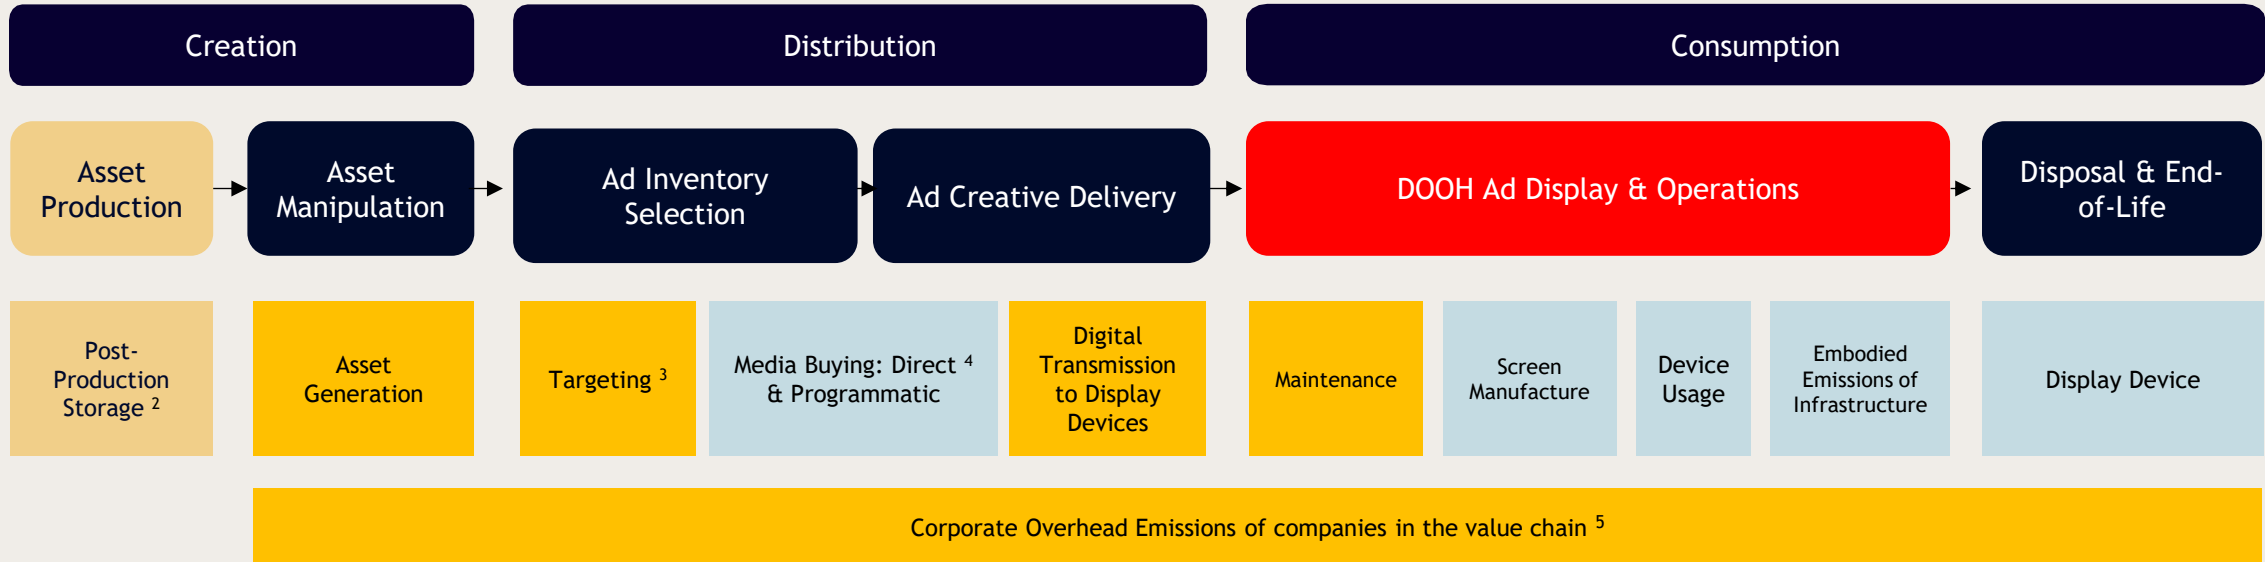 Creation
Distribution
Consumption
Asset
Production
Asset
Manipulation
Ad Inventory
Selection
Ad Creative Delivery
DOOH Ad Display & Operations
Disposal & End-
of-Life
Post-
Production
Storage 2
Asset
Generation
Targeting 3
Media Buying: Direct 4
& Programmatic
Digital
Transmission
to Display
Devices
Maintenance
Screen
Manufacture
Device
Usage
Embodied
Emissions of
Infrastructure
Display Device
Corporate Overhead Emissions of companies in the value chain 5